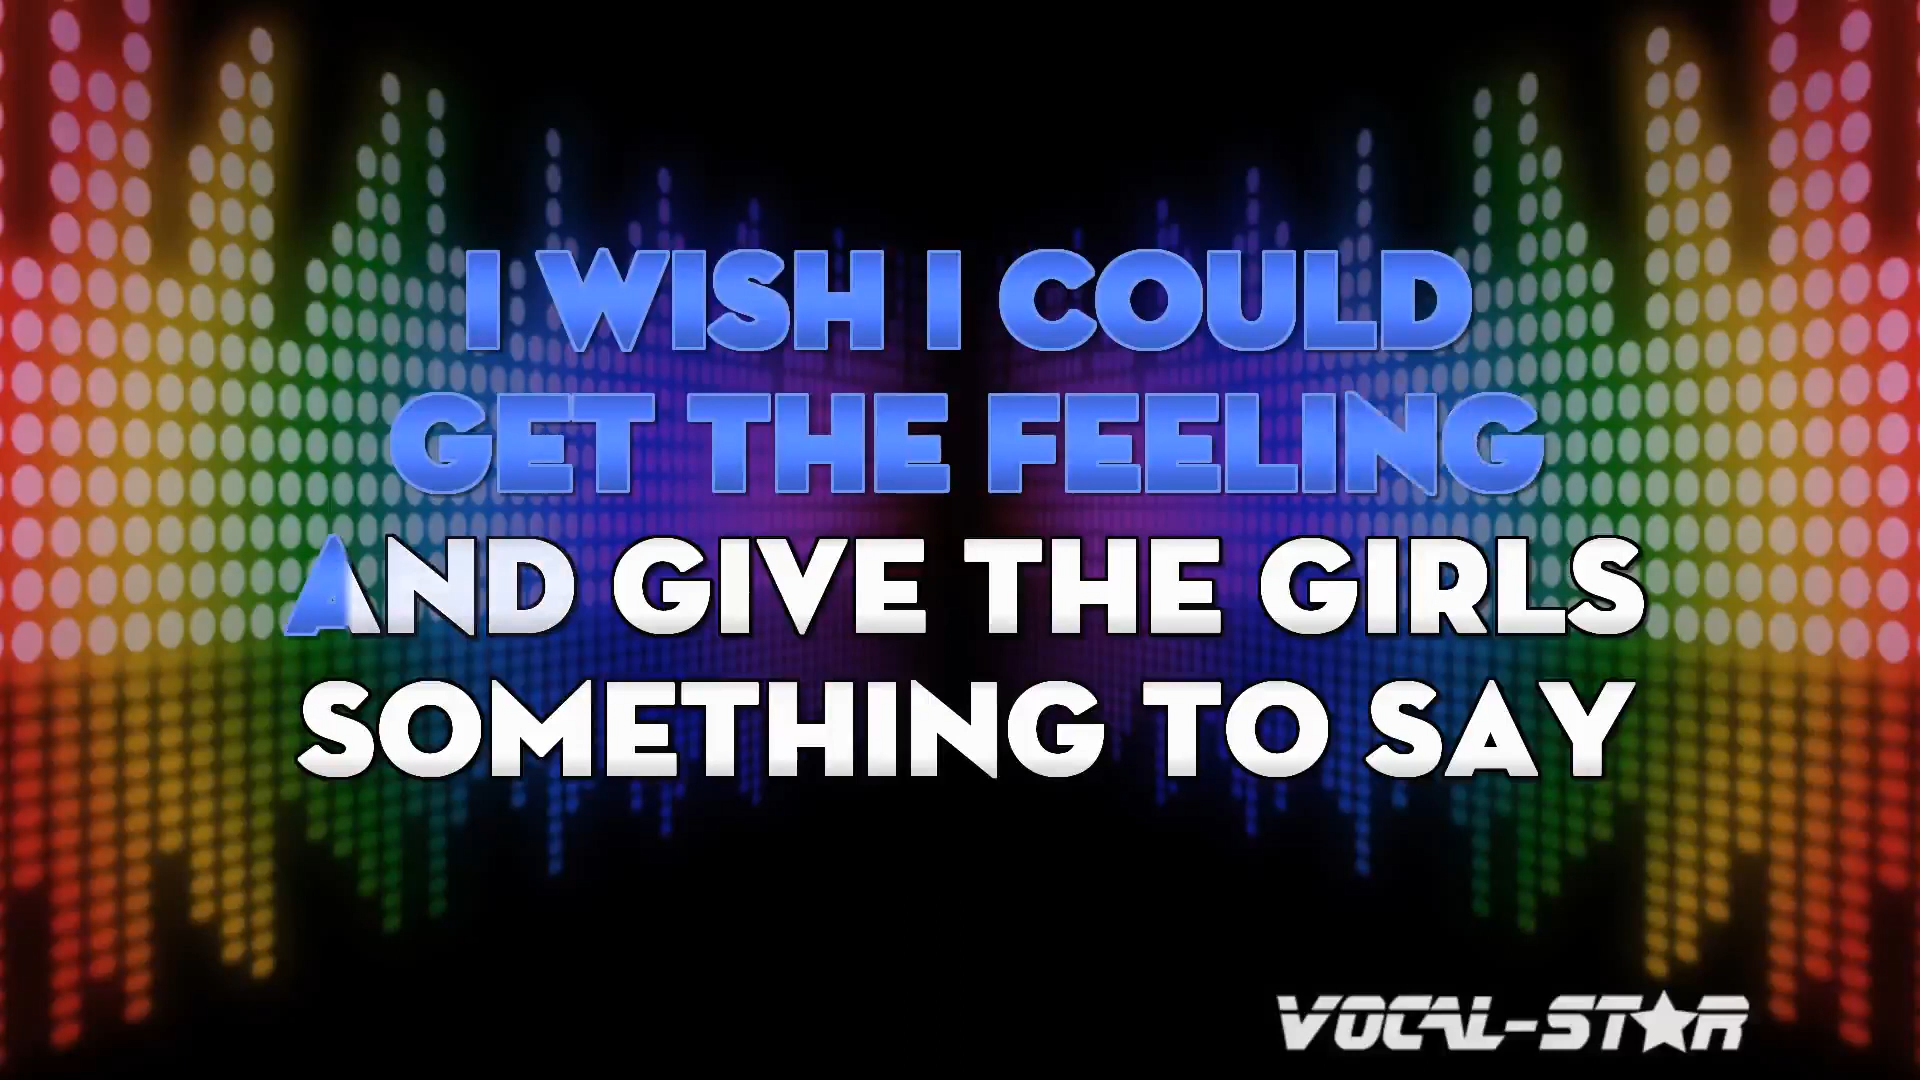 I WISH I COULD
GET THE FEELING
AND GIVE THE GIRLS
SOMETHING TO SAY
VOCAL-STAR